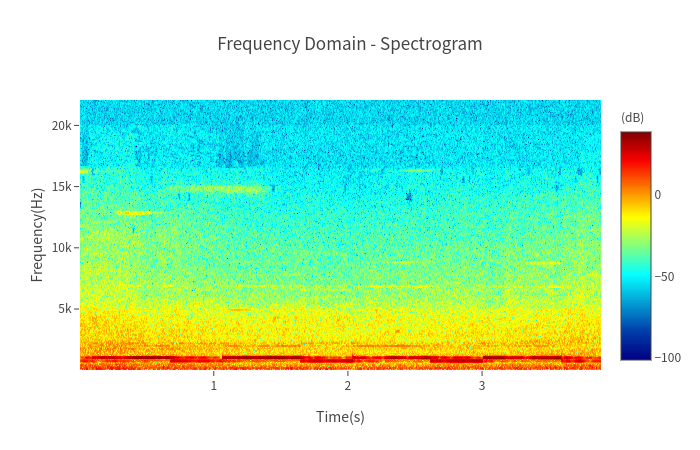 Frequency Domain - Spectrogram
(dB)
20k
15k
10k
5k
0
−50
−100
Frequency(Hz)
1
2
3
Time(s)